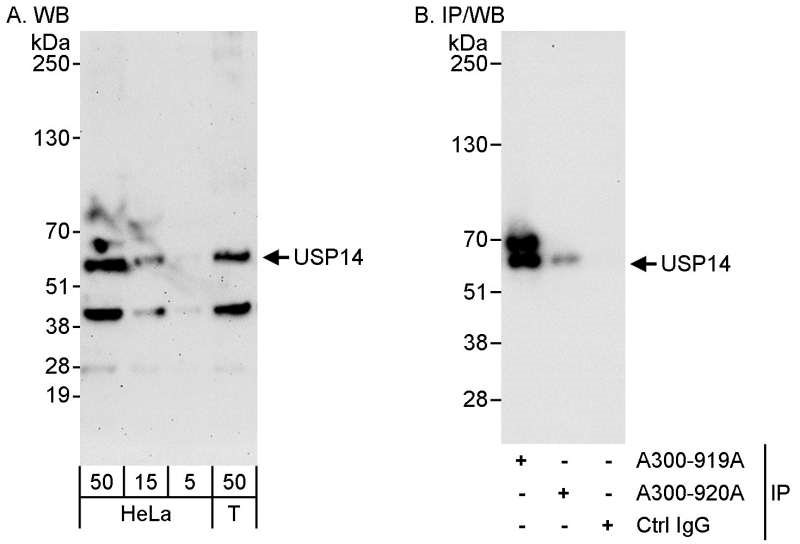 A. WB
kDa
250
130
70
51
38
28
19
USP14
50 15 5 50
HeLa T
B. IP/WB
kDa
250
130
70
51
38
28
USP14
+ - - A300-919A
- + - A300-920A
- - + Ctrl IgG
IP